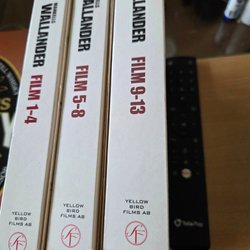 WALLANDER
FILM 1-4
YELLOW
BIRD
FILMS AB
WALLANDER
FILM 5-8
YELLOW
BIRD
FILMS AB
WALLANDER
FILM 9-13
YELLOW
BIRD
FILMS AB